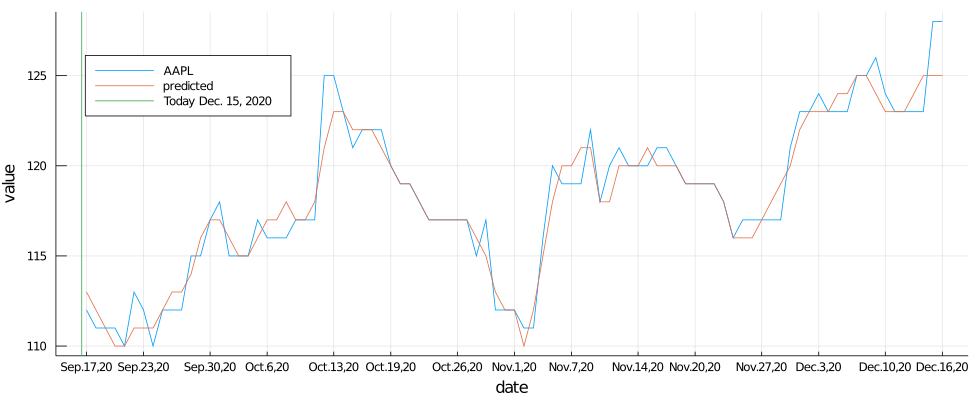 AAPL
predicted
Today Dec. 15, 2020
125
120
115
110
value
Sep.17,20 Sep.23,20 Sep.30,20 Oct.6,20 Oct.13,20 Oct.19,20 Oct.26,20 Nov.1,20 Nov.7,20 Nov.14,20 Nov.20,20 Nov.27,20 Dec.3,20 Dec.10,20 Dec.16,20
date